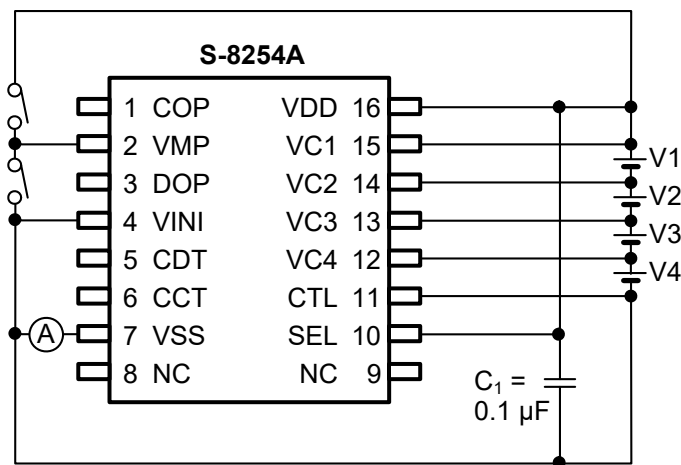 S-8254A
1 COP VDD 16
2 VMP VC1 15
3 DOP VC2 14
4 VINI VC3 13
5 CDT VC4 12
6 CCT CTL 11
7 VSS SEL 10
8 NC NC 9
A
V1
V2
V3
V4
C₁ =
0.1 µF